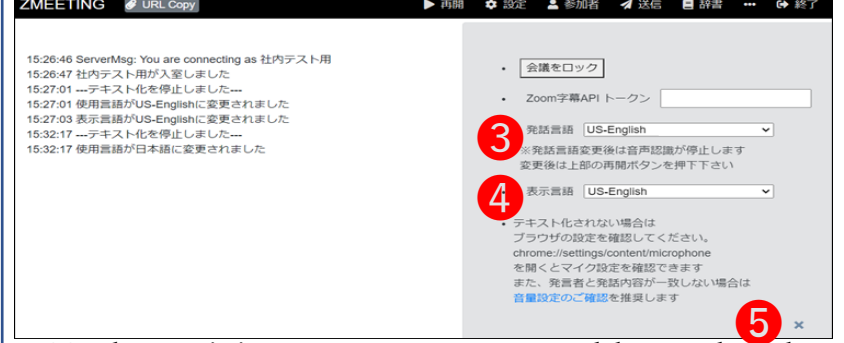 ZMEETING URL Copy ▶ 再開 設定 参加者 送信 辞書 ••• 終了
15:26:46 ServerMsg: You are connecting as 社内テスト用
15:26:47 社内テスト用が入室しました
15:27:01 ---テキスト化を停止しました---
15:27:01 使用言語がUS-Englishに変更されました
15:27:03 表示言語がUS-Englishに変更されました
15:32:17 ---テキスト化を停止しました---
15:32:17 使用言語が日本語に変更されました
• 会議をロック
• Zoom字幕API トークン
3 発話言語 US-English
※発話言語変更後は音声認識が停止します
変更後は上部の再開ボタンを押下下さい
4 表示言語 US-English
• テキスト化されない場合は
ブラウザの設定を確認してください。
chrome://settings/content/microphone
を開くとマイク設定を確認できます
また、発言者と発話内容が一致しない場合は
音量設定のご確認を推奨します
5 ×